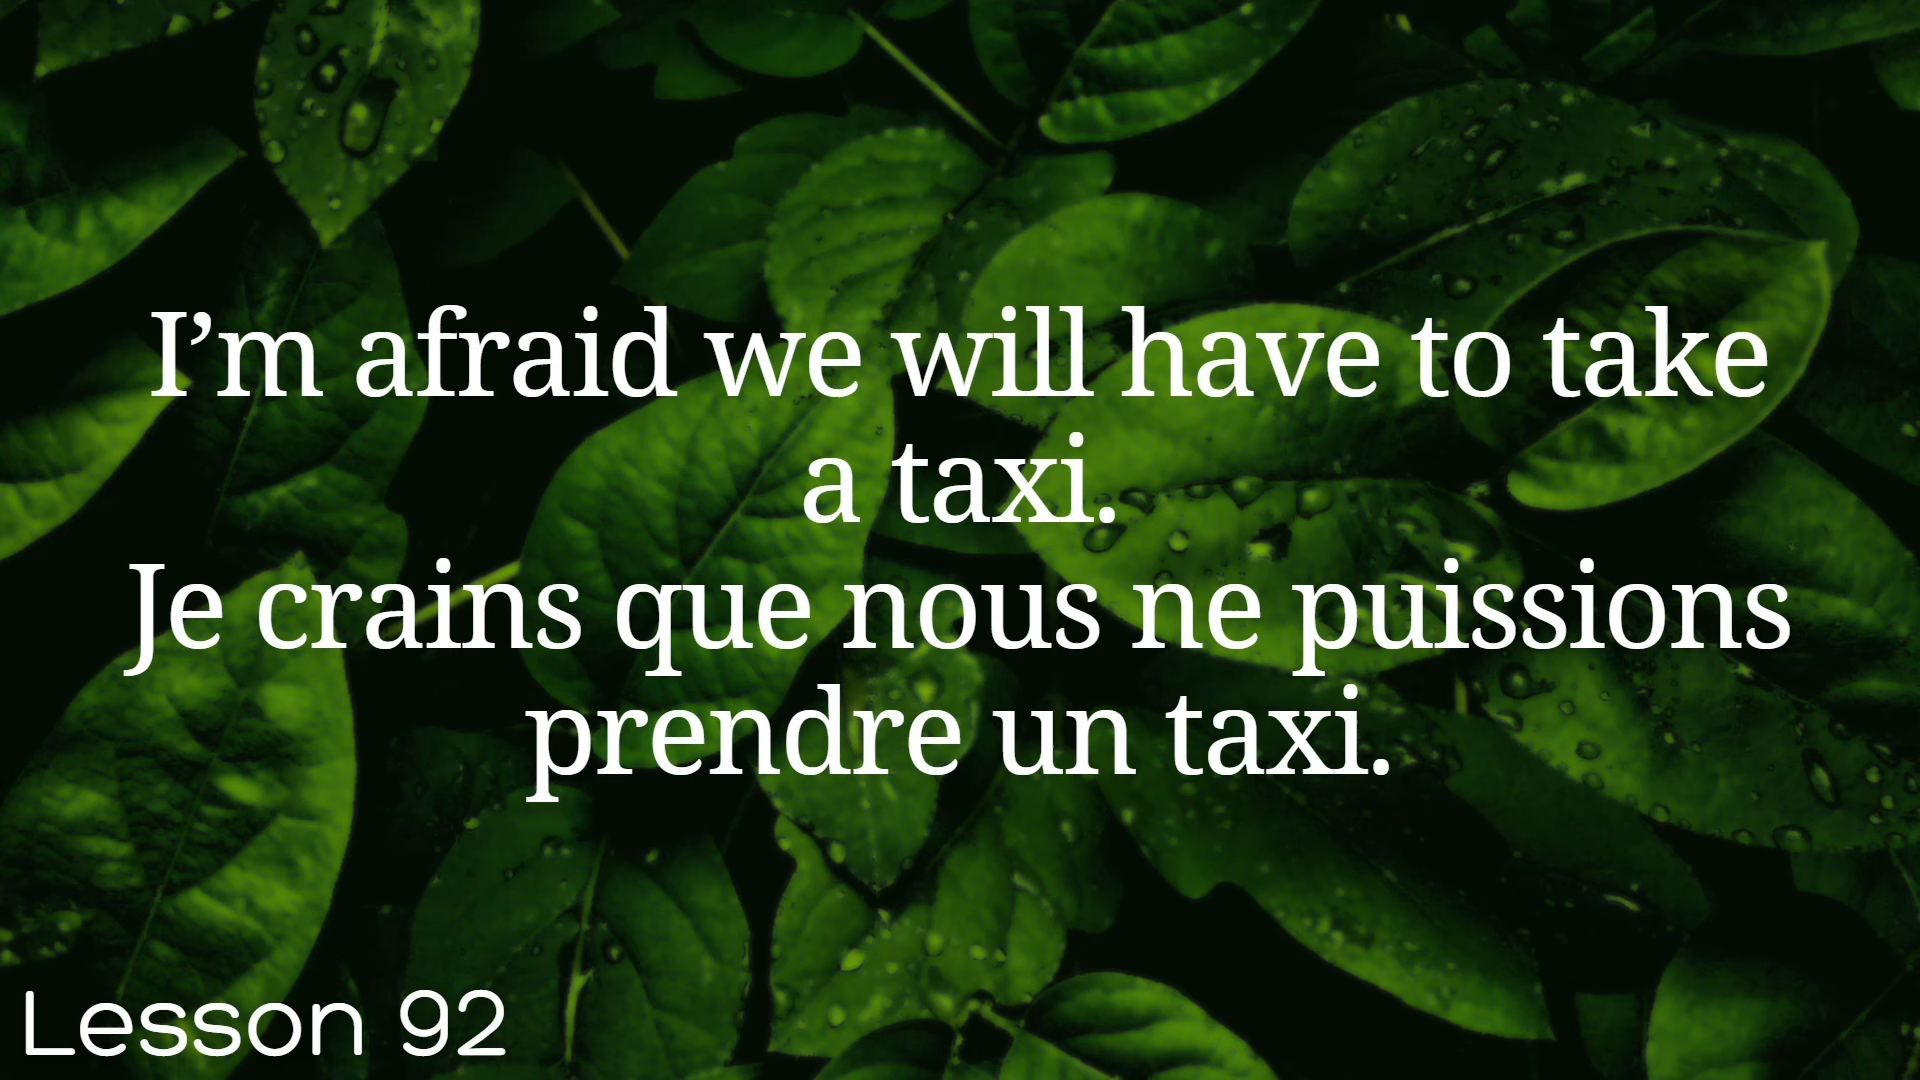 I’m afraid we will have to take
a taxi.
Je crains que nous ne puissions
prendre un taxi.
Lesson 92